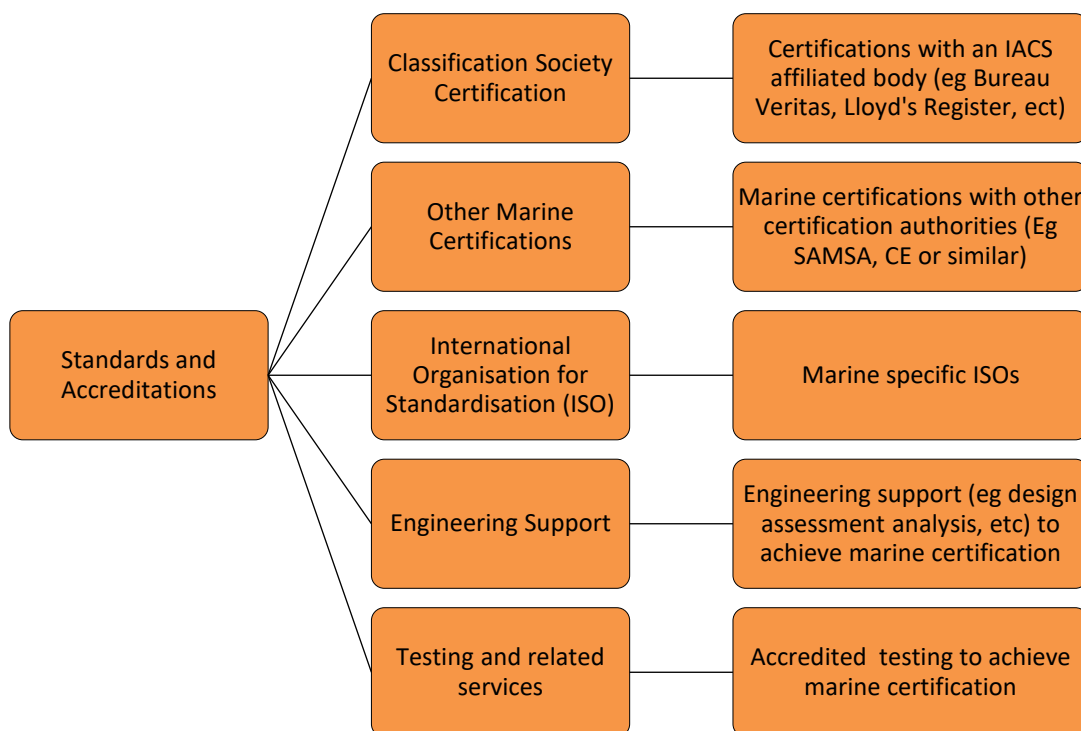 Standards and
Accreditations
Classification Society
Certification
Certifications with an IACS
affiliated body (eg Bureau
Veritas, Lloyd's Register, ect)
Other Marine
Certifications
Marine certifications with other
certification authorities (Eg
SAMSA, CE or similar)
International
Organisation for
Standardisation (ISO)
Marine specific ISOs
Engineering Support
Engineering support (eg design
assessment analysis, etc) to
achieve marine certification
Testing and related
services
Accredited  testing to achieve
marine certification